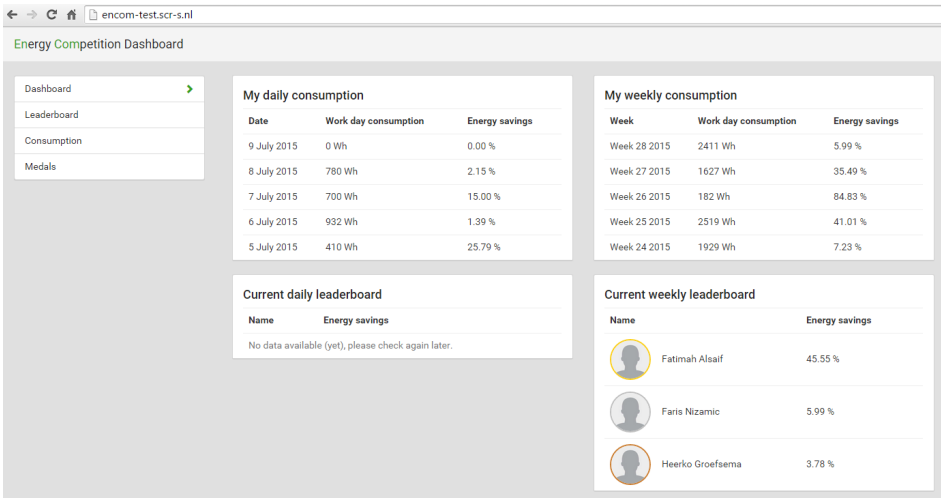 encom-test.scr-s.nl
Energy Competition Dashboard
Dashboard
Leaderboard
Consumption
Medals
My daily consumption
Date Work day consumption Energy savings
9 July 2015 0 Wh 0.00 %
8 July 2015 780 Wh 2.15 %
7 July 2015 700 Wh 15.00 %
6 July 2015 932 Wh 1.39 %
5 July 2015 410 Wh 25.79 %
My weekly consumption
Week Work day consumption Energy savings
Week 28 2015 2411 Wh 5.99 %
Week 27 2015 1627 Wh 35.49 %
Week 26 2015 182 Wh 84.83 %
Week 25 2015 2519 Wh 41.01 %
Week 24 2015 1929 Wh 7.23 %
Current daily leaderboard
Name Energy savings
No data available (yet), please check again later.
Current weekly leaderboard
Name Energy savings
Fatimah Alsaif 45.55 %
Faris Nizamic 5.99 %
Heerko Groefsema 3.78 %